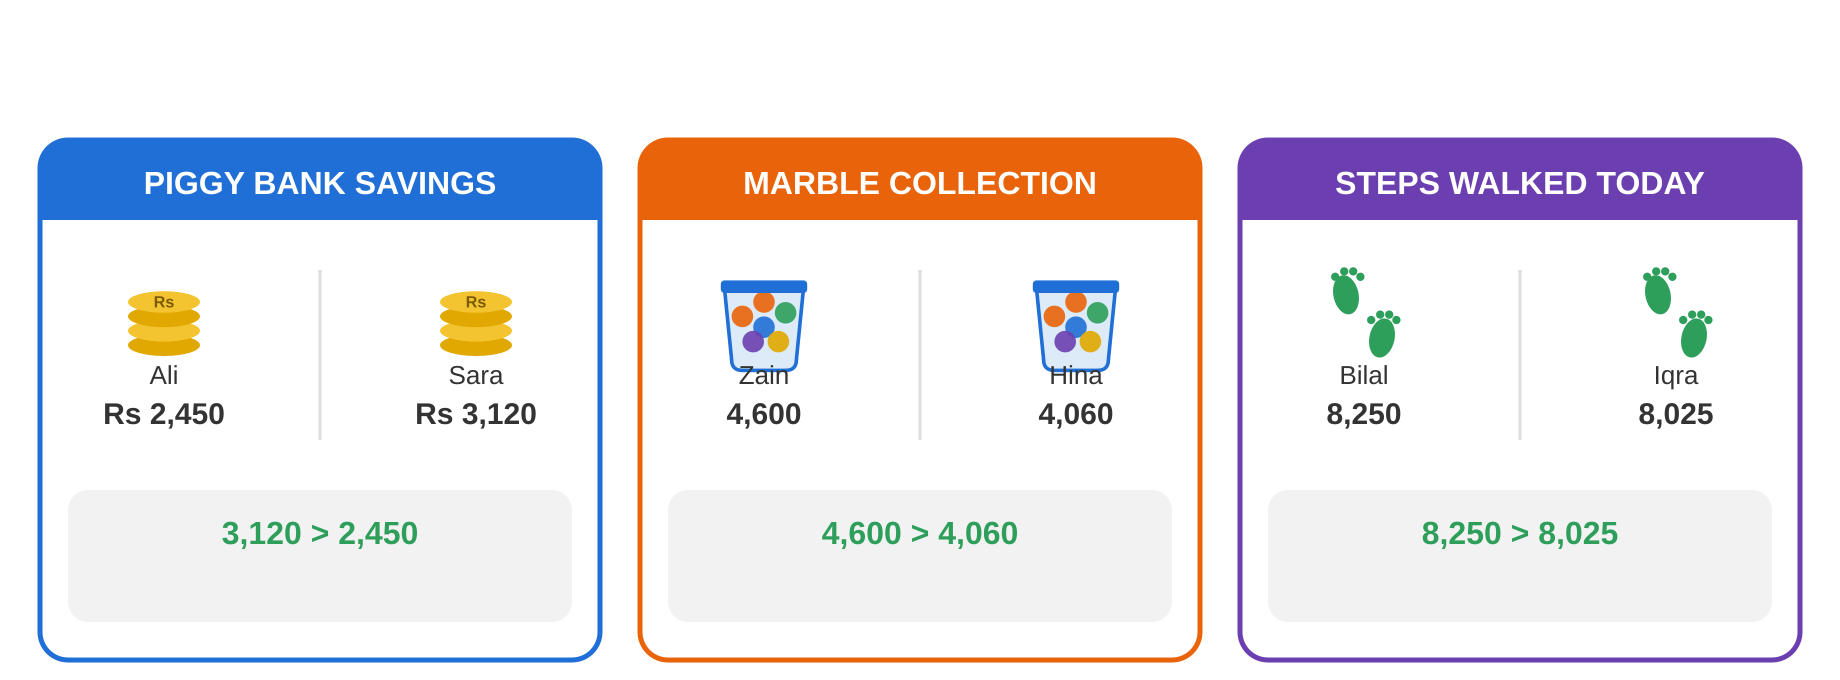 PIGGY BANK SAVINGS
Rs
Rs
Ali
Sara
Rs 2,450
Rs 3,120
3,120 > 2,450
MARBLE COLLECTION
Zain
Hina
4,600
4,060
4,600 > 4,060
STEPS WALKED TODAY
Bilal
Iqra
8,250
8,025
8,250 > 8,025